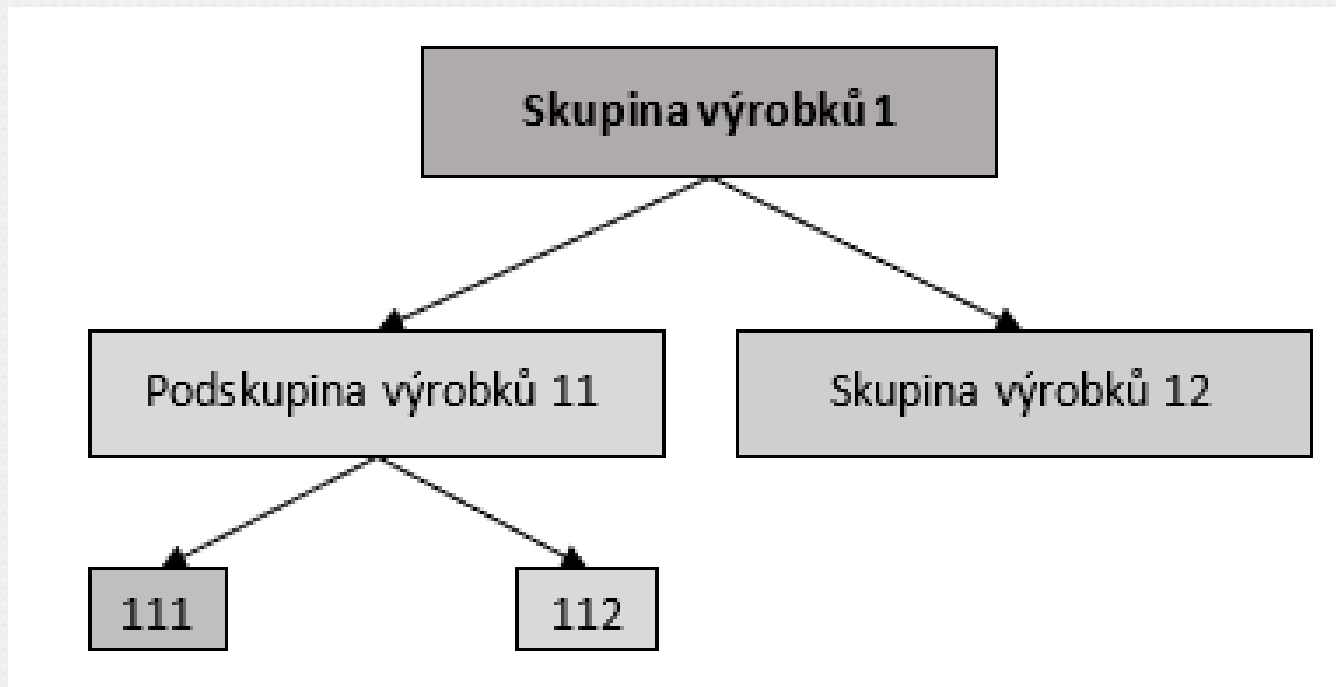 Skupina výrobků 1
Podskupina výrobků 11
Skupina výrobků 12
111
112